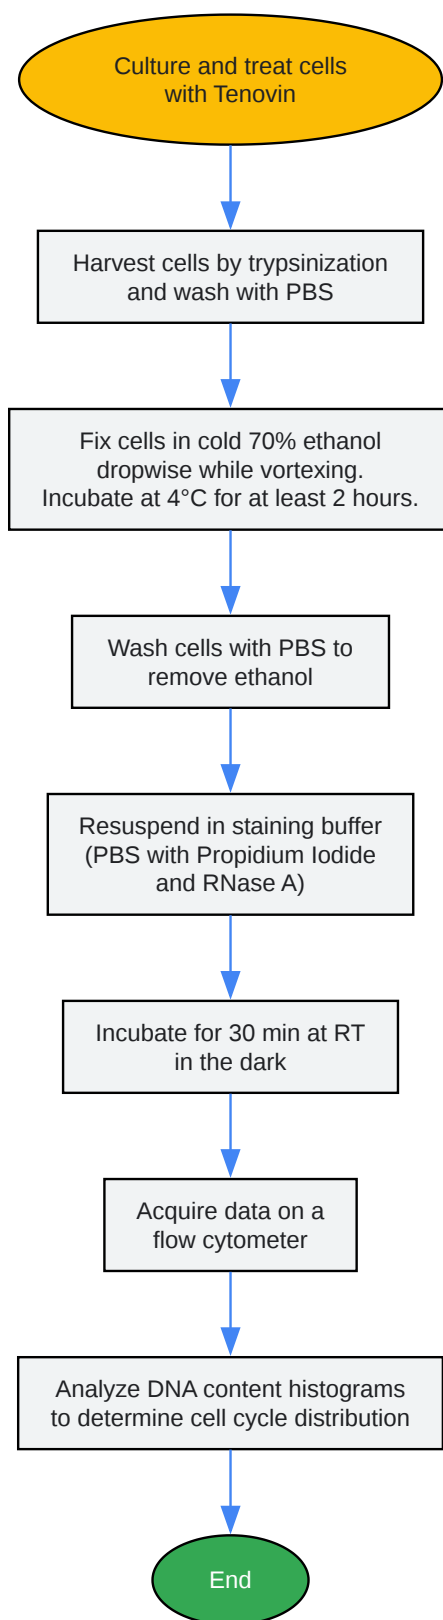 Culture and treat cells
with Tenovin
Harvest cells by trypsinization
and wash with PBS
Fix cells in cold 70% ethanol
dropwise while vortexing.
Incubate at 4°C for at least 2 hours.
Wash cells with PBS to
remove ethanol
Resuspend in staining buffer
(PBS with Propidium Iodide
and RNase A)
Incubate for 30 min at RT
in the dark
Acquire data on a
flow cytometer
Analyze DNA content histograms
to determine cell cycle distribution
End